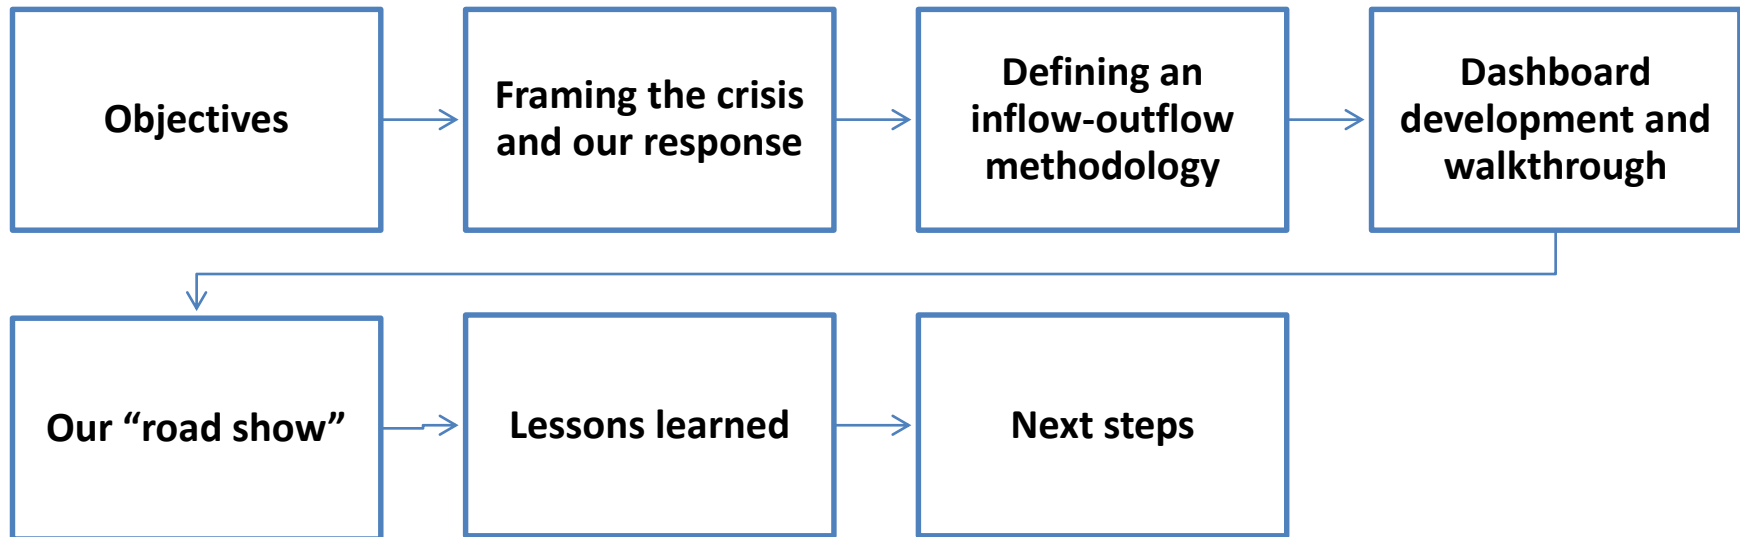 Objectives
Framing the crisis
and our response
Defining an
inflow-outflow
methodology
Dashboard
development and
walkthrough
Our “road show”
Lessons learned
Next steps